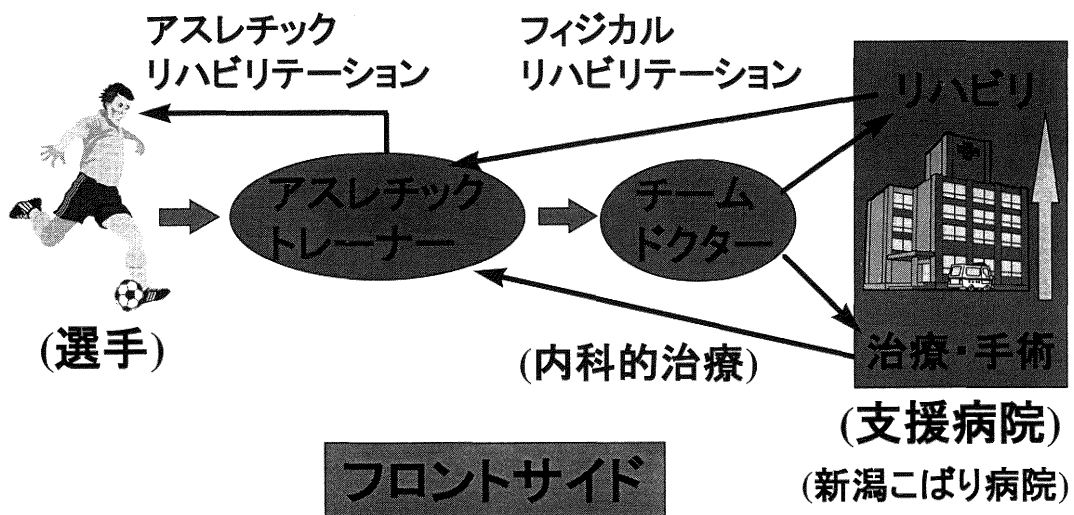 アスレチック
リハビリテーション
フィジカル
リハビリテーション
リハビリ
アスレチック
トレーナー
チーム
ドクター
(選手)
(内科的治療)
治療・手術
(支援病院)
(新潟こばり病院)
フロントサイド